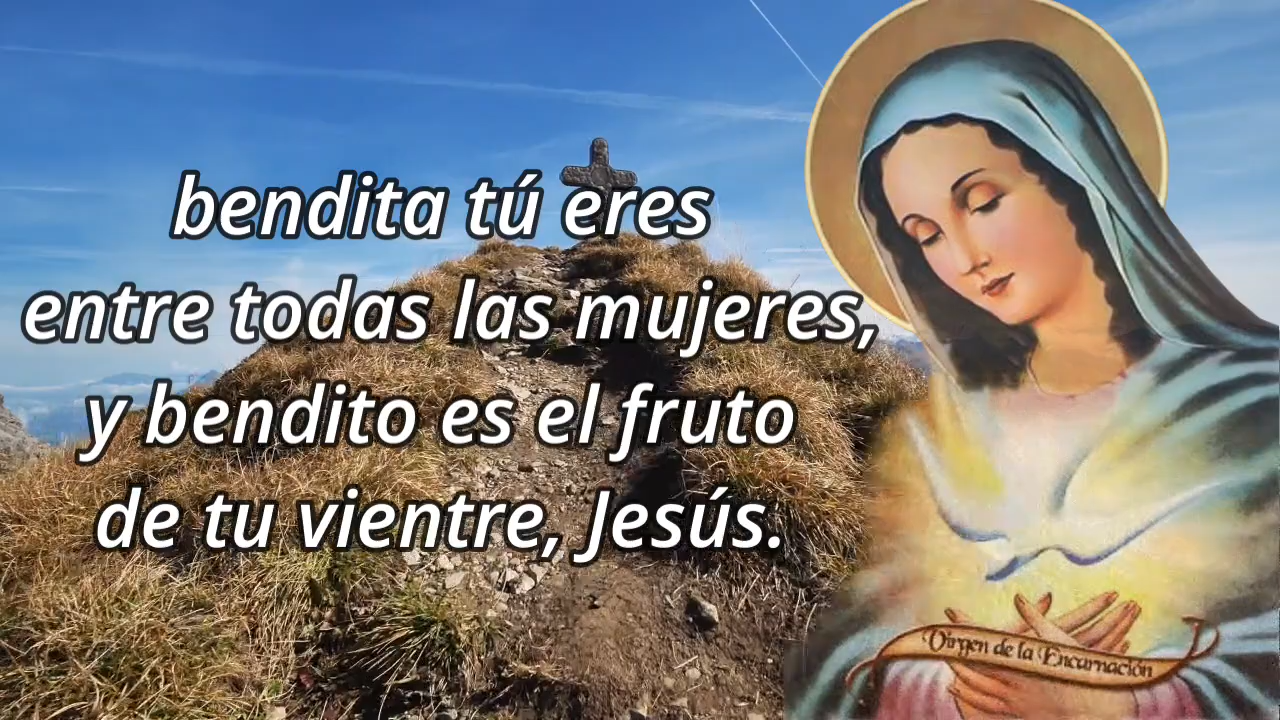 bendita tú eres
entre todas las mujeres,
y bendito es el fruto
de tu vientre, Jesús.
Virgen de la Encarnación